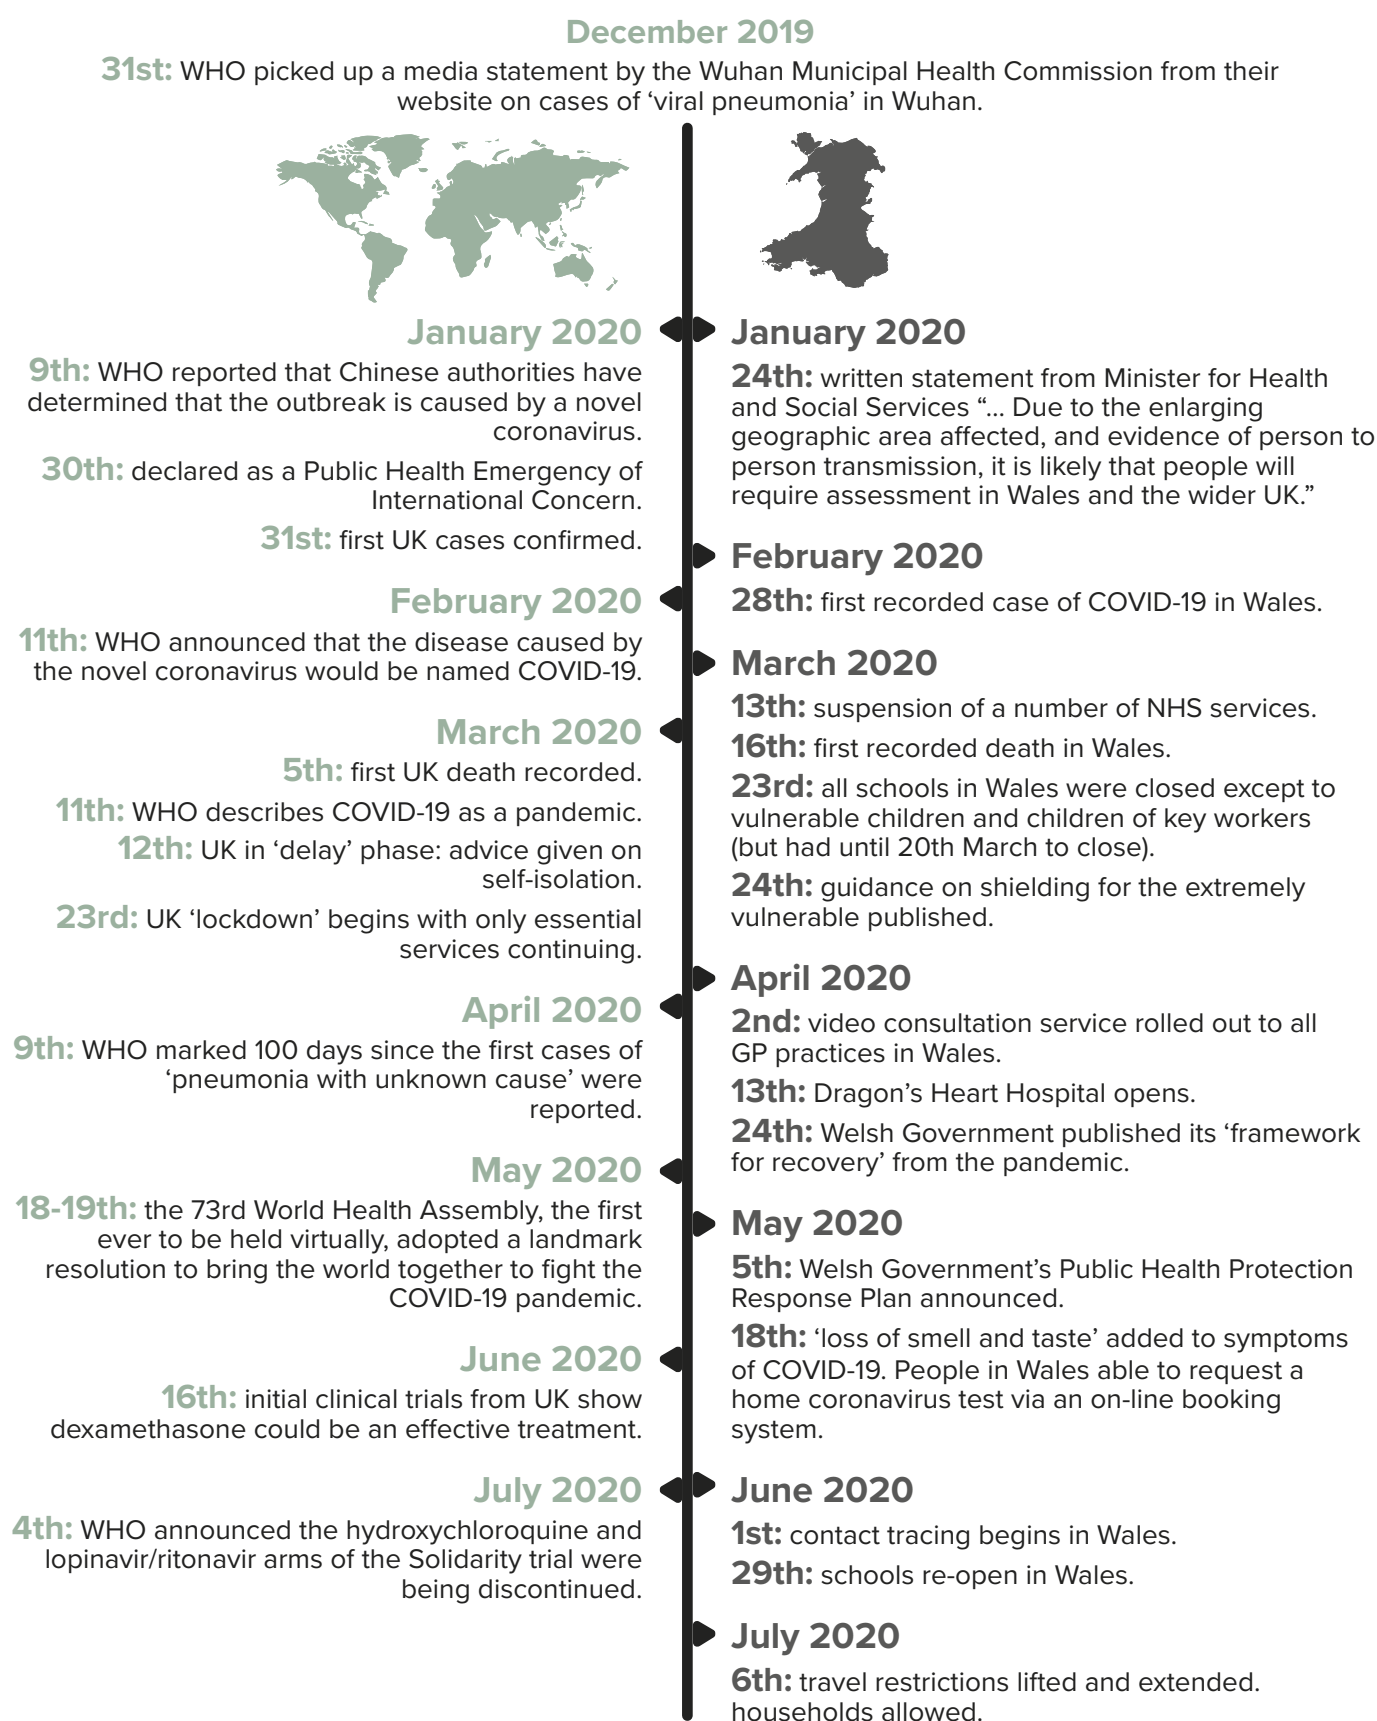 December 2019
31st: WHO picked up a media statement by the Wuhan Municipal Health Commission from their
website on cases of ‘viral pneumonia’ in Wuhan.
January 2020
9th: WHO reported that Chinese authorities have
determined that the outbreak is caused by a novel
coronavirus.
30th: declared as a Public Health Emergency of
International Concern.
31st: first UK cases confirmed.
February 2020
11th: WHO announced that the disease caused by
the novel coronavirus would be named COVID-19.
March 2020
5th: first UK death recorded.
11th: WHO describes COVID-19 as a pandemic.
12th: UK in ‘delay’ phase: advice given on
self-isolation.
23rd: UK ‘lockdown’ begins with only essential
services continuing.
April 2020
9th: WHO marked 100 days since the first cases of
‘pneumonia with unknown cause’ were
reported.
May 2020
18-19th: the 73rd World Health Assembly, the first
ever to be held virtually, adopted a landmark
resolution to bring the world together to fight the
COVID-19 pandemic.
June 2020
16th: initial clinical trials from UK show
dexamethasone could be an effective treatment.
July 2020
4th: WHO announced the hydroxychloroquine and
lopinavir/ritonavir arms of the Solidarity trial were
being discontinued.
January 2020
24th: written statement from Minister for Health
and Social Services “... Due to the enlarging
geographic area affected, and evidence of person to
person transmission, it is likely that people will
require assessment in Wales and the wider UK.”
February 2020
28th: first recorded case of COVID-19 in Wales.
March 2020
13th: suspension of a number of NHS services.
16th: first recorded death in Wales.
23rd: all schools in Wales were closed except to
vulnerable children and children of key workers
(but had until 20th March to close).
24th: guidance on shielding for the extremely
vulnerable published.
April 2020
2nd: video consultation service rolled out to all
GP practices in Wales.
13th: Dragon’s Heart Hospital opens.
24th: Welsh Government published its ‘framework
for recovery’ from the pandemic.
May 2020
5th: Welsh Government’s Public Health Protection
Response Plan announced.
18th: ‘loss of smell and taste’ added to symptoms
of COVID-19. People in Wales able to request a
home coronavirus test via an on-line booking
system.
June 2020
1st: contact tracing begins in Wales.
29th: schools re-open in Wales.
July 2020
6th: travel restrictions lifted and extended.
households allowed.